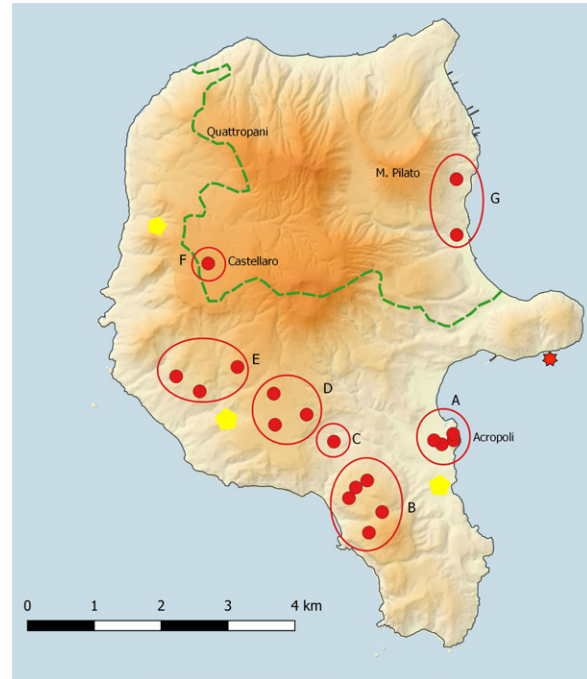 Quattropani
M. Pilato
G
F
Castellaro
E
D
A
C
Acropoli
B
0 1 2 3 4 km